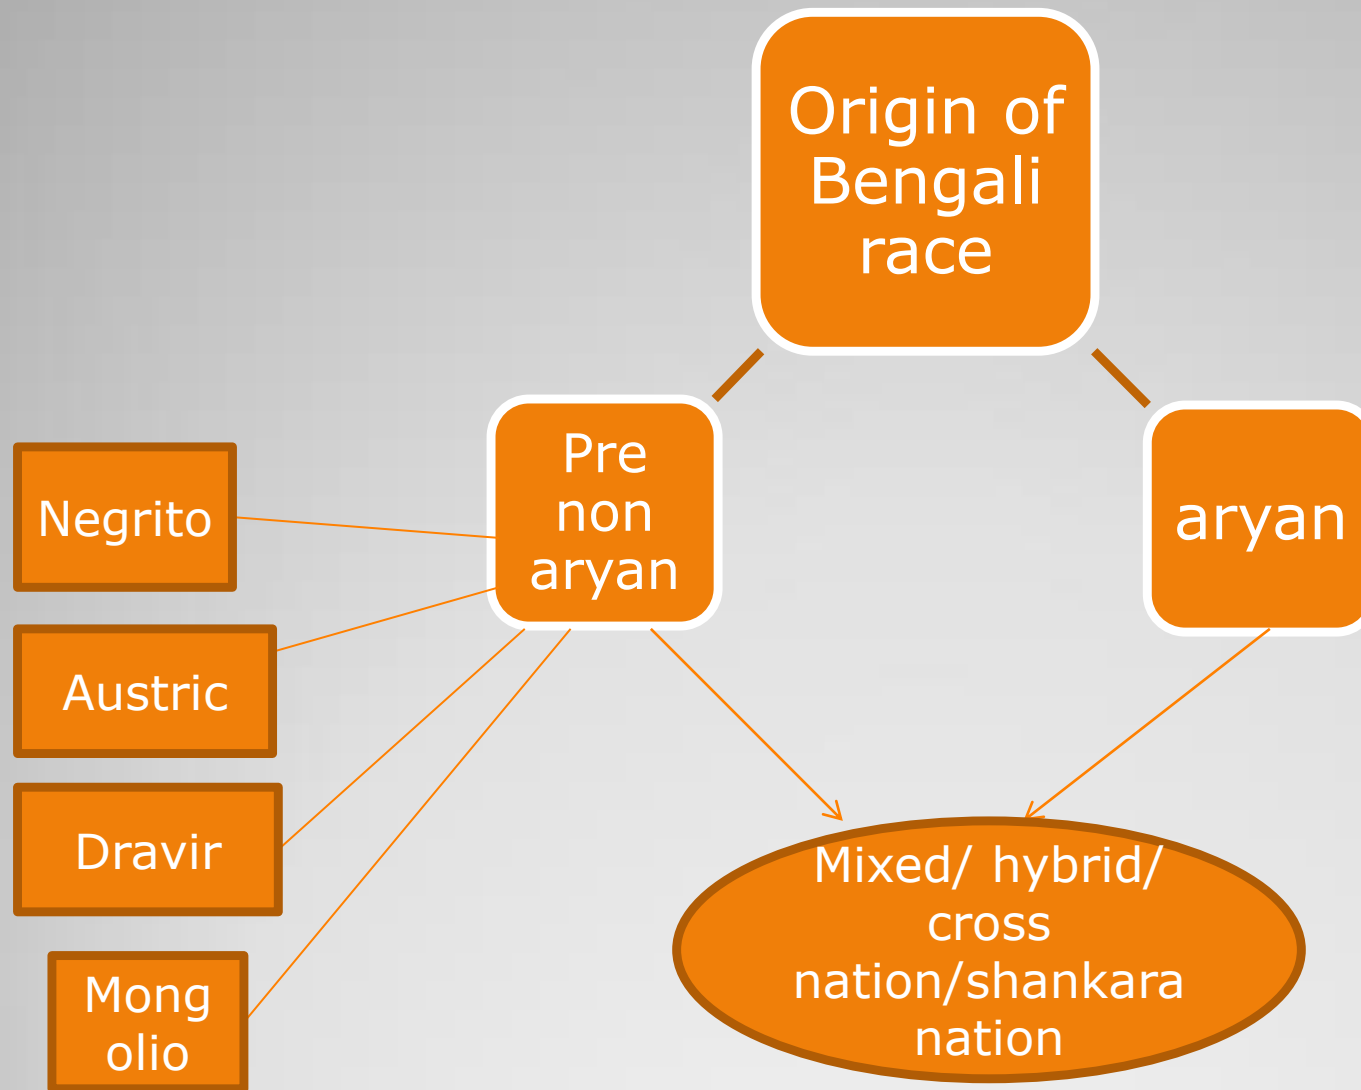 Origin of
Bengali
race
Pre
non
aryan
aryan
Negrito
Austric
Dravir
Mong
olio
Mixed/ hybrid/
cross
nation/shankara
nation